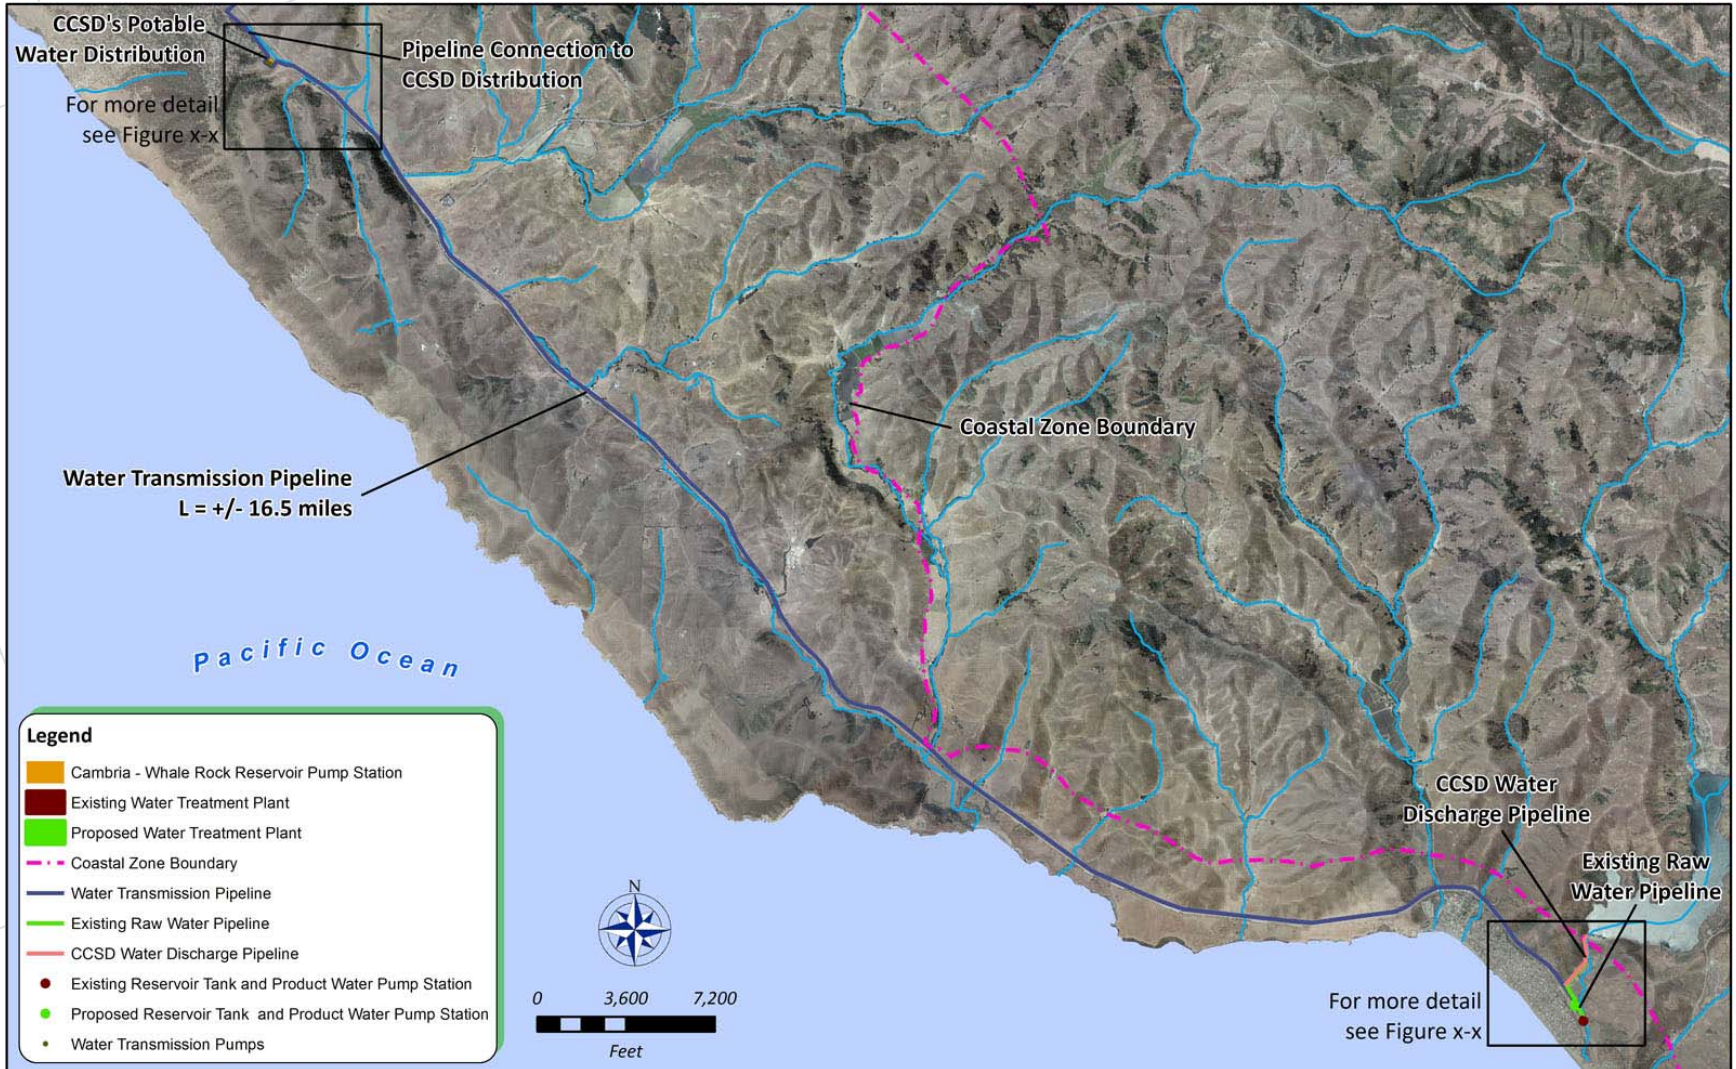 CCSD's Potable
Water Distribution
Pipeline Connection to
CCSD Distribution
For more detail
see Figure x-x
Coastal Zone Boundary
Water Transmission Pipeline
L = +/- 16.5 miles
Pacific Ocean
CCSD Water
Discharge Pipeline
Existing Raw
Water Pipeline
For more detail
see Figure x-x
Legend
Cambria - Whale Rock Reservoir Pump Station
Existing Water Treatment Plant
Proposed Water Treatment Plant
Coastal Zone Boundary
Water Transmission Pipeline
Existing Raw Water Pipeline
CCSD Water Discharge Pipeline
Existing Reservoir Tank and Product Water Pump Station
Proposed Reservoir Tank and Product Water Pump Station
Water Transmission Pumps
N
0 3,600 7,200
Feet